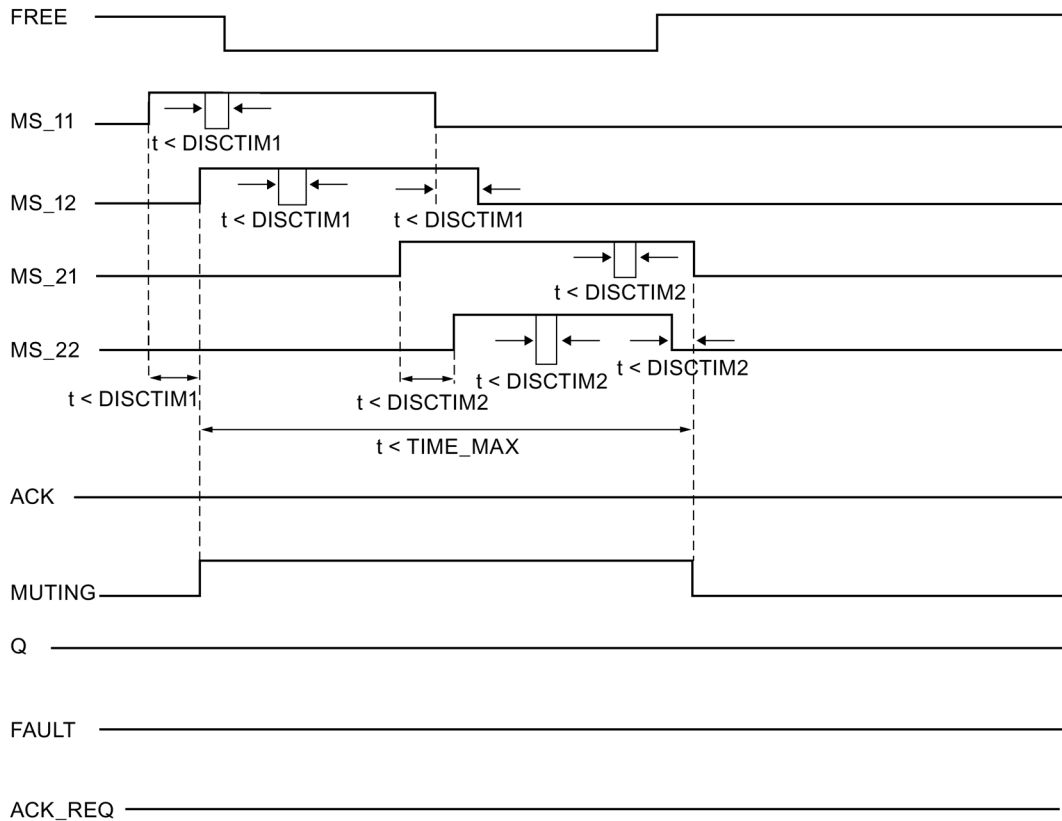 FREE
MS_11
t < DISCTIM1
MS_12
t < DISCTIM1
t < DISCTIM1
MS_21
t < DISCTIM2
MS_22
t < DISCTIM2
t < DISCTIM2
t < DISCTIM1
t < DISCTIM2
t < TIME_MAX
ACK
MUTING
Q
FAULT
ACK_REQ